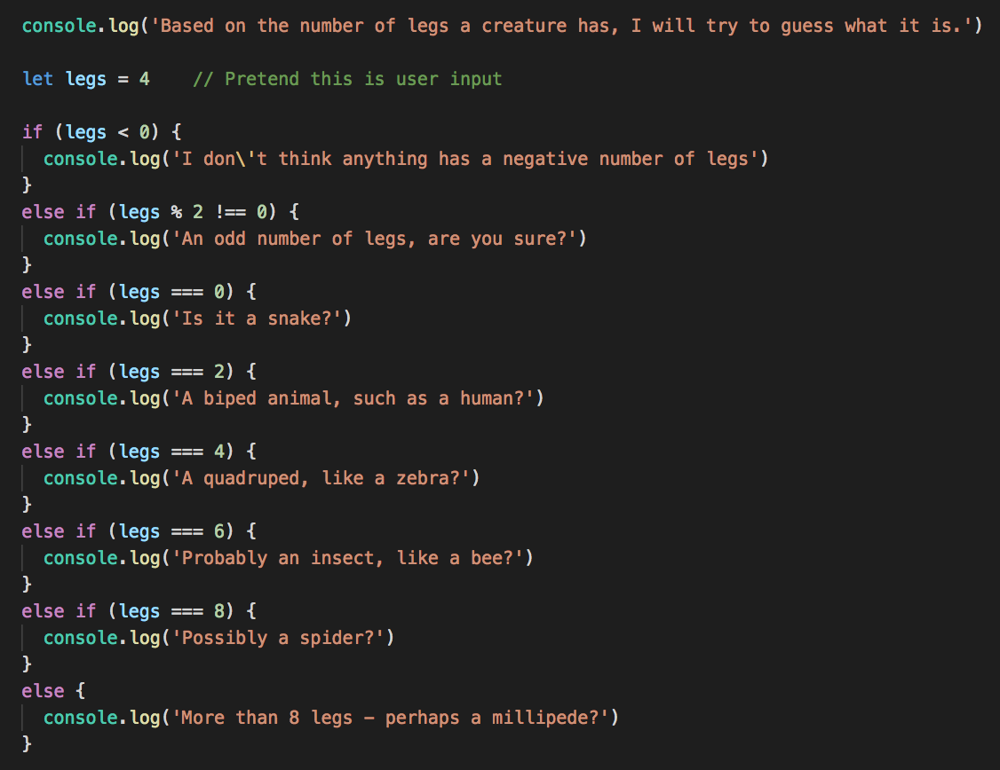 console.log('Based on the number of legs a creature has, I will try to guess what it is.')
let legs = 4    // Pretend this is user input
if (legs < 0) {
  console.log('I don\'t think anything has a negative number of legs')
}
else if (legs % 2 !== 0) {
  console.log('An odd number of legs, are you sure?')
}
else if (legs === 0) {
  console.log('Is it a snake?')
}
else if (legs === 2) {
  console.log('A biped animal, such as a human?')
}
else if (legs === 4) {
  console.log('A quadruped, like a zebra?')
}
else if (legs === 6) {
  console.log('Probably an insect, like a bee?')
}
else if (legs === 8) {
  console.log('Possibly a spider?')
}
else {
  console.log('More than 8 legs – perhaps a millipede?')
}